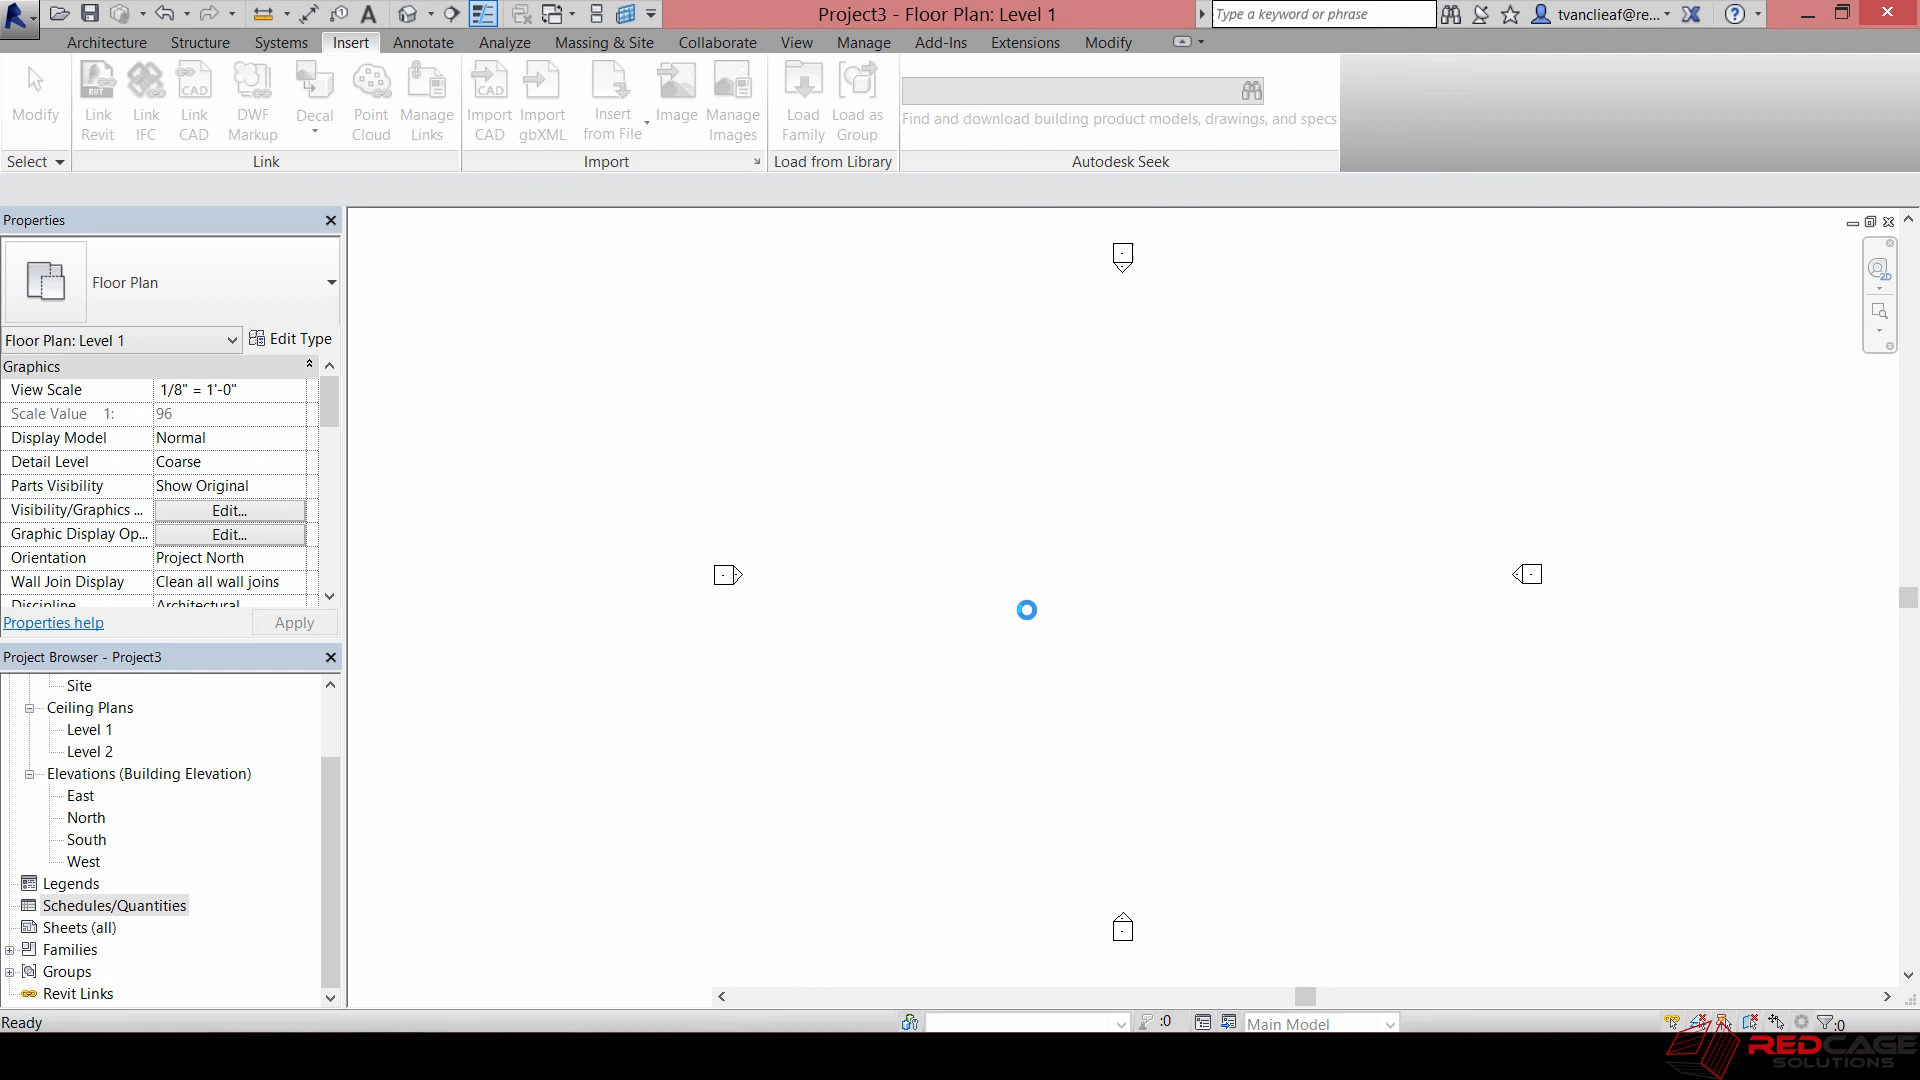 Project3 - Floor Plan: Level 1
Type a keyword or phrase
tvanclieaf@re...
Architecture Structure Systems Insert Annotate Analyze Massing & Site Collaborate View Manage Add-Ins Extensions Modify
Modify
Link Revit
Link IFC
Link CAD
DWF Markup
Decal
Point Cloud
Manage Links
Import CAD
Import gbXML
Insert from File
Image
Manage Images
Load Family
Load as Group
Find and download building product models, drawings, and specs
Select
Link
Import
Load from Library
Autodesk Seek
Properties
Floor Plan
Floor Plan: Level 1
Edit Type
Graphics
View Scale 1/8" = 1'-0"
Scale Value 1: 96
Display Model Normal
Detail Level Coarse
Parts Visibility Show Original
Visibility/Graphics ... Edit...
Graphic Display Op... Edit...
Orientation Project North
Wall Join Display Clean all wall joins
Discipline Architectural
Properties help
Apply
Project Browser - Project3
Site
Ceiling Plans
Level 1
Level 2
Elevations (Building Elevation)
East
North
South
West
Legends
Schedules/Quantities
Sheets (all)
Families
Groups
Revit Links
2D
Ready
:0
Main Model
:0
REDCAGE
SOLUTIONS